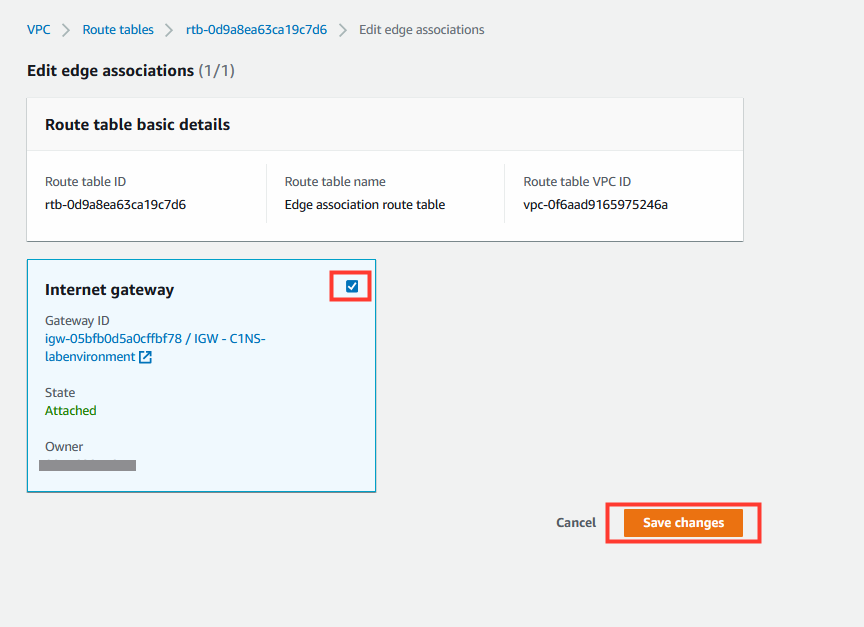 VPC > Route tables > rtb-0d9a8ea63ca19c7d6 > Edit edge associations
Edit edge associations (1/1)
Route table basic details
Route table ID
rtb-0d9a8ea63ca19c7d6
Route table name
Edge association route table
Route table VPC ID
vpc-0f6aad9165975246a
Internet gateway
Gateway ID
igw-05bfb0d5a0cffbf78 / IGW - C1NS-
labenvironment
State
Attached
Owner
Cancel
Save changes